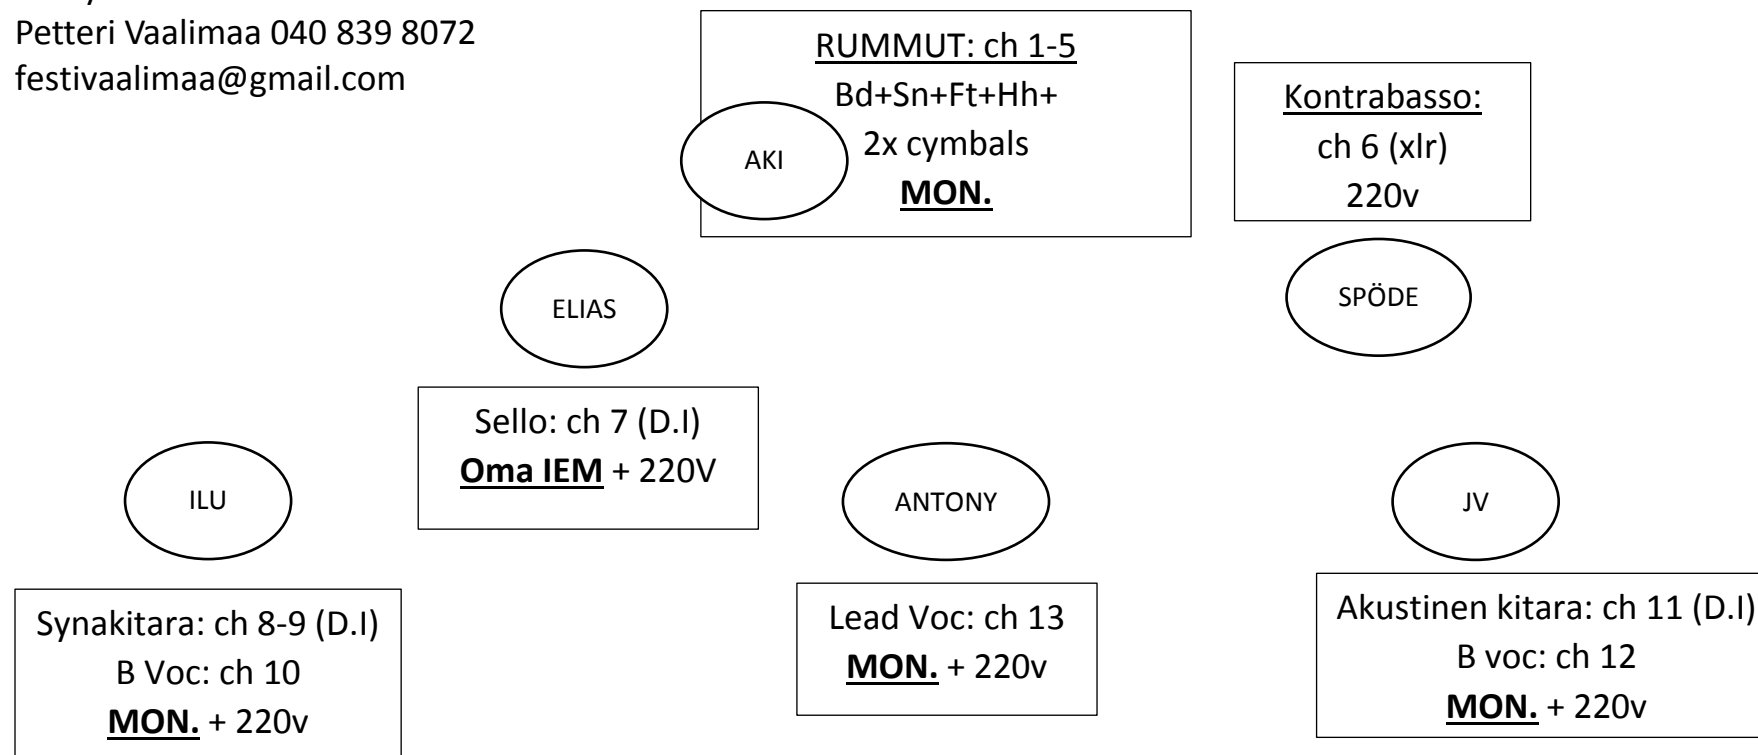 Petteri Vaalimaa 040 839 8072
festivaalimaa@gmail.com
RUMMUT: ch 1-5
Bd+Sn+Ft+Hh+
2x cymbals
MON.
AKI
Kontrabasso:
ch 6 (xlr)
220v
SPÖDE
ELIAS
Sello: ch 7 (D.I)
Oma IEM + 220V
ILU
Synakitara: ch 8-9 (D.I)
B Voc: ch 10
MON. + 220v
ANTONY
Lead Voc: ch 13
MON. + 220v
JV
Akustinen kitara: ch 11 (D.I)
B voc: ch 12
MON. + 220v